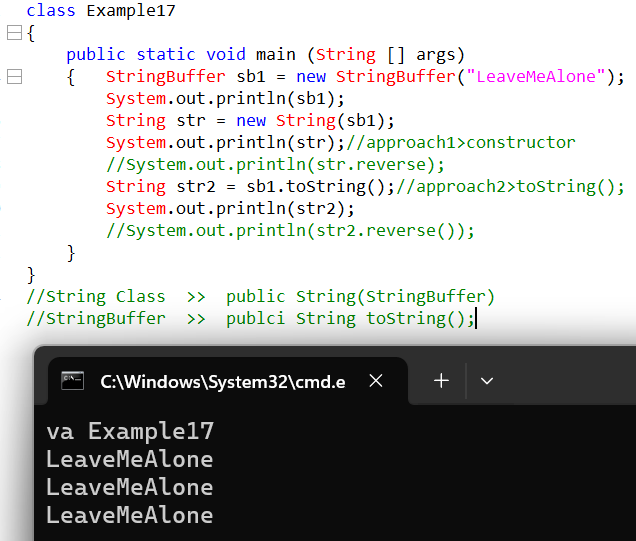 class Example17
{
    public static void main (String [] args)
    {   StringBuffer sb1 = new StringBuffer("LeaveMeAlone");
        System.out.println(sb1);
        String str = new String(sb1);
        System.out.println(str);//approach1>constructor
        //System.out.println(str.reverse);
        String str2 = sb1.toString();//approach2>toString();
        System.out.println(str2);
        //System.out.println(str2.reverse());
    }
}
//String Class  >>  public String(StringBuffer)
//StringBuffer  >>  publci String toString();
C:\Windows\System32\cmd.e
va Example17
LeaveMeAlone
LeaveMeAlone
LeaveMeAlone